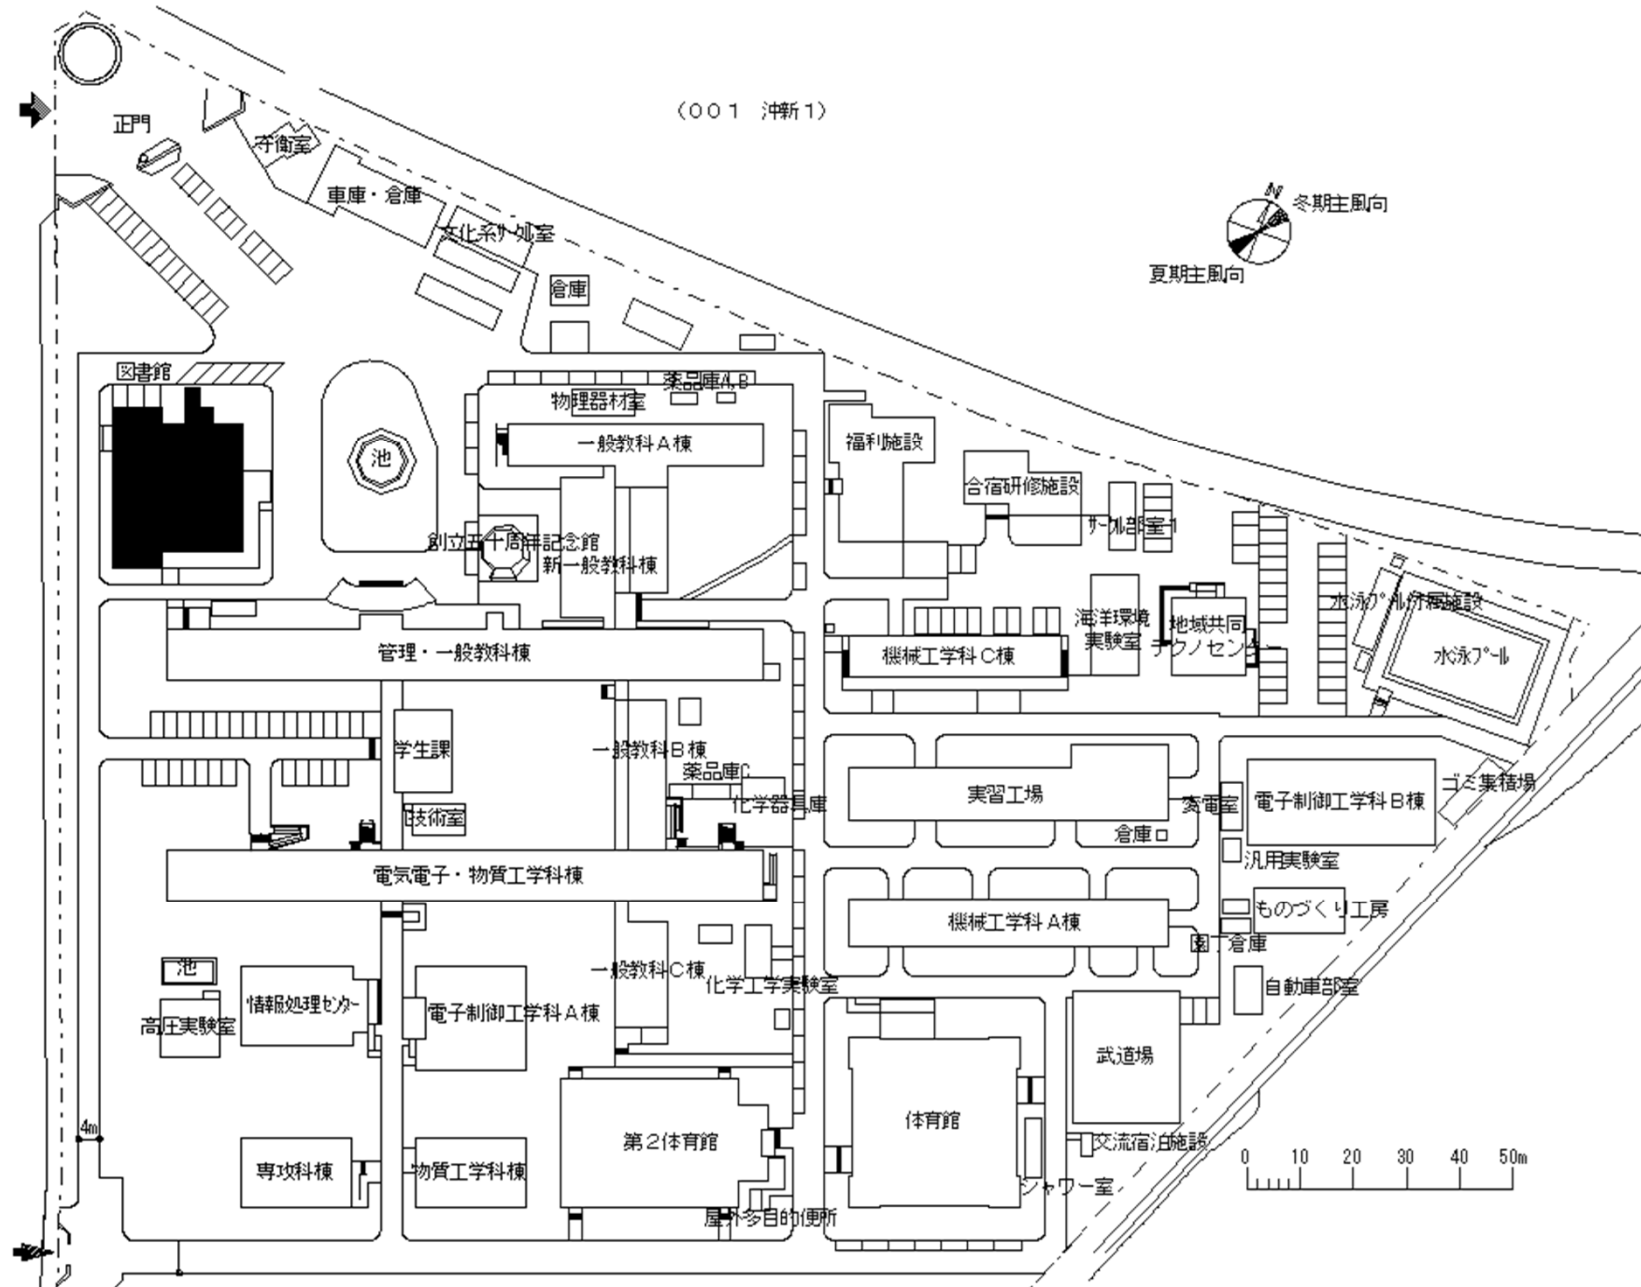 （００１　沖新１）
正門
守衛室
車庫・倉庫
N
冬期主風向
文化系ｻｰｸﾙ室
夏期主風向
倉庫
図書館
薬品庫A,B
物理器材室
一般教科Ａ棟
福利施設
池
合宿研修施設
ｻｰｸﾙ部室1
創立五十周年記念館
新一般教科棟
水泳ﾌﾟｰﾙ付属施設
海洋環境
実験室
地域共同
テクノセンター
管理・一般教科棟
機械工学科Ｃ棟
水泳ﾌﾟｰﾙ
学生課
一般教科Ｂ棟
薬品庫C
化学器具庫
実習工場
変電室
電子制御工学科Ｂ棟
ゴミ集積場
技術室
倉庫
汎用実験室
電気電子・物質工学科棟
ものづくり工房
機械工学科Ａ棟
園丁倉庫
池
一般教科Ｃ棟
化学工学実験室
自動車部室
情報処理ｾﾝﾀｰ
電子制御工学科Ａ棟
高圧実験室
武道場
4m
体育館
第２体育館
交流宿泊施設
専攻科棟
物質工学科棟
シャワー室
0 10 20 30 40 50m
屋外多目的便所